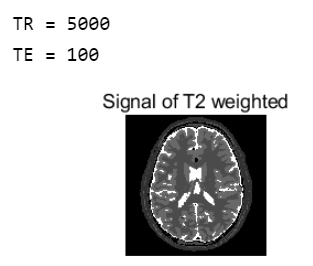 TR = 5000
TE = 100
Signal of T2 weighted